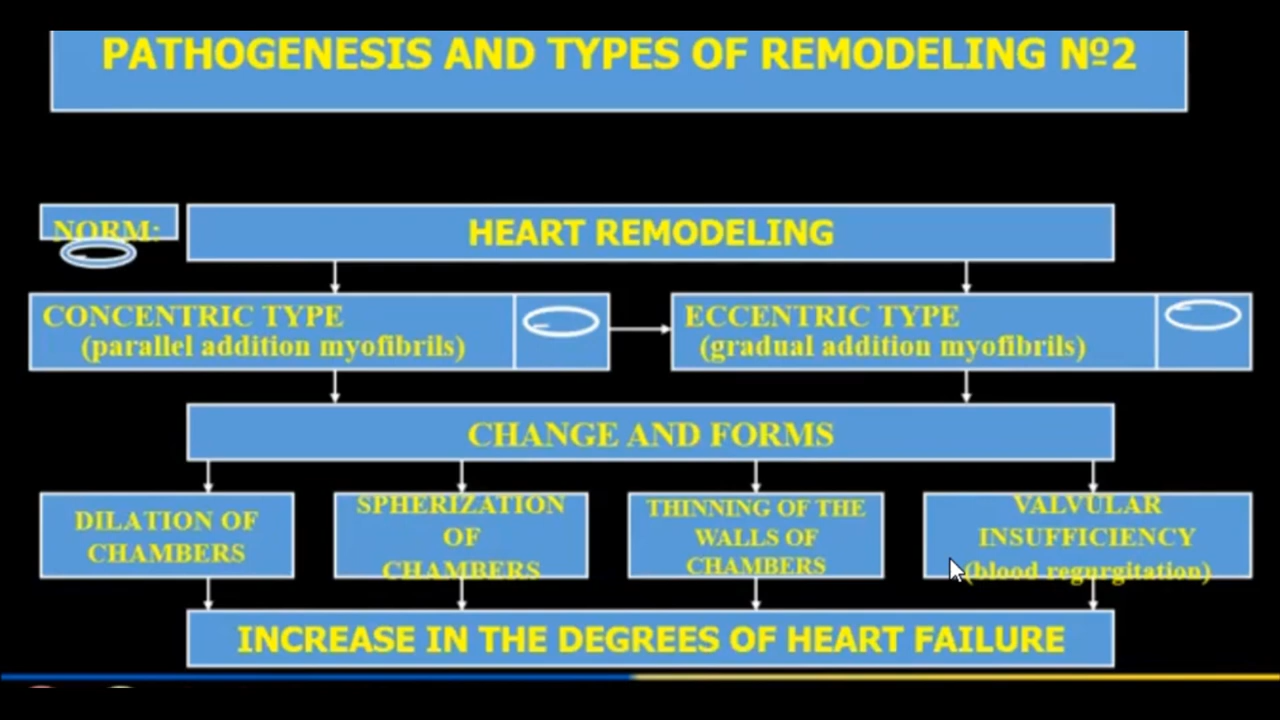 PATHOGENESIS AND TYPES OF REMODELING Nº2
NORM:
HEART REMODELING
CONCENTRIC TYPE
(parallel addition myofibrils)
ECCENTRIC TYPE
(gradual addition myofibrils)
CHANGE AND FORMS
DILATION OF
CHAMBERS
SPHERIZATION
OF
CHAMBERS
THINNING OF THE
WALLS OF
CHAMBERS
VALVULAR
INSUFFICIENCY
(blood regurgitation)
INCREASE IN THE DEGREES OF HEART FAILURE